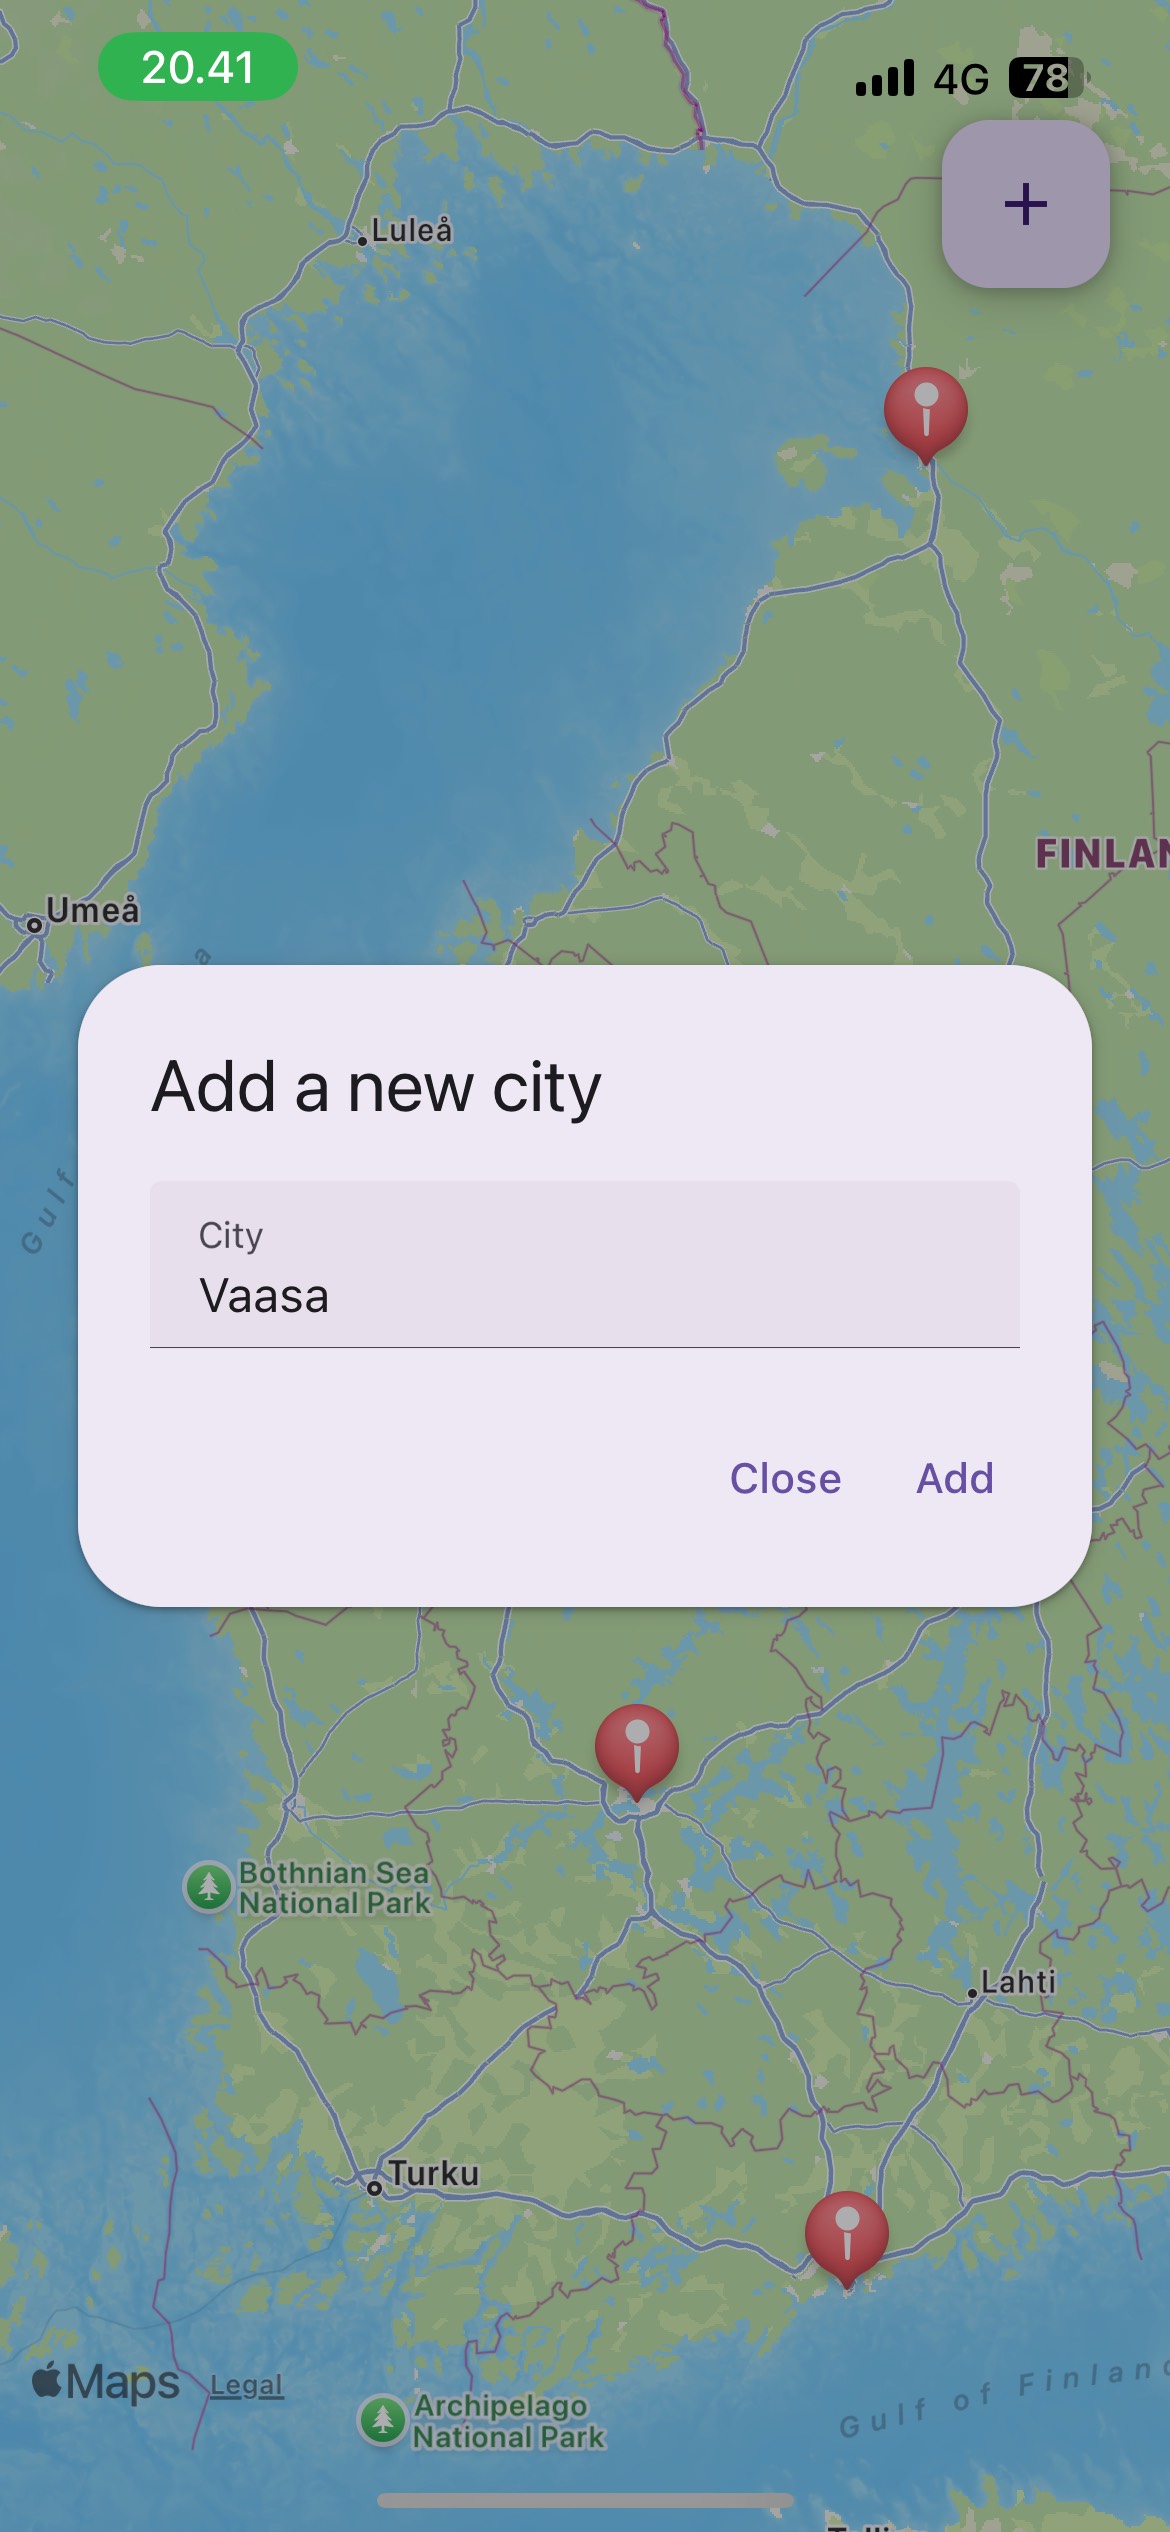 20.41
4G 78
+
Luleå
FINLAN
Umeå
a
Add a new city
Gulf
City
Vaasa
Close Add
Bothnian Sea
National Park
Lahti
Turku
Maps Legal
Gulf of Finland
Archipelago
National Park